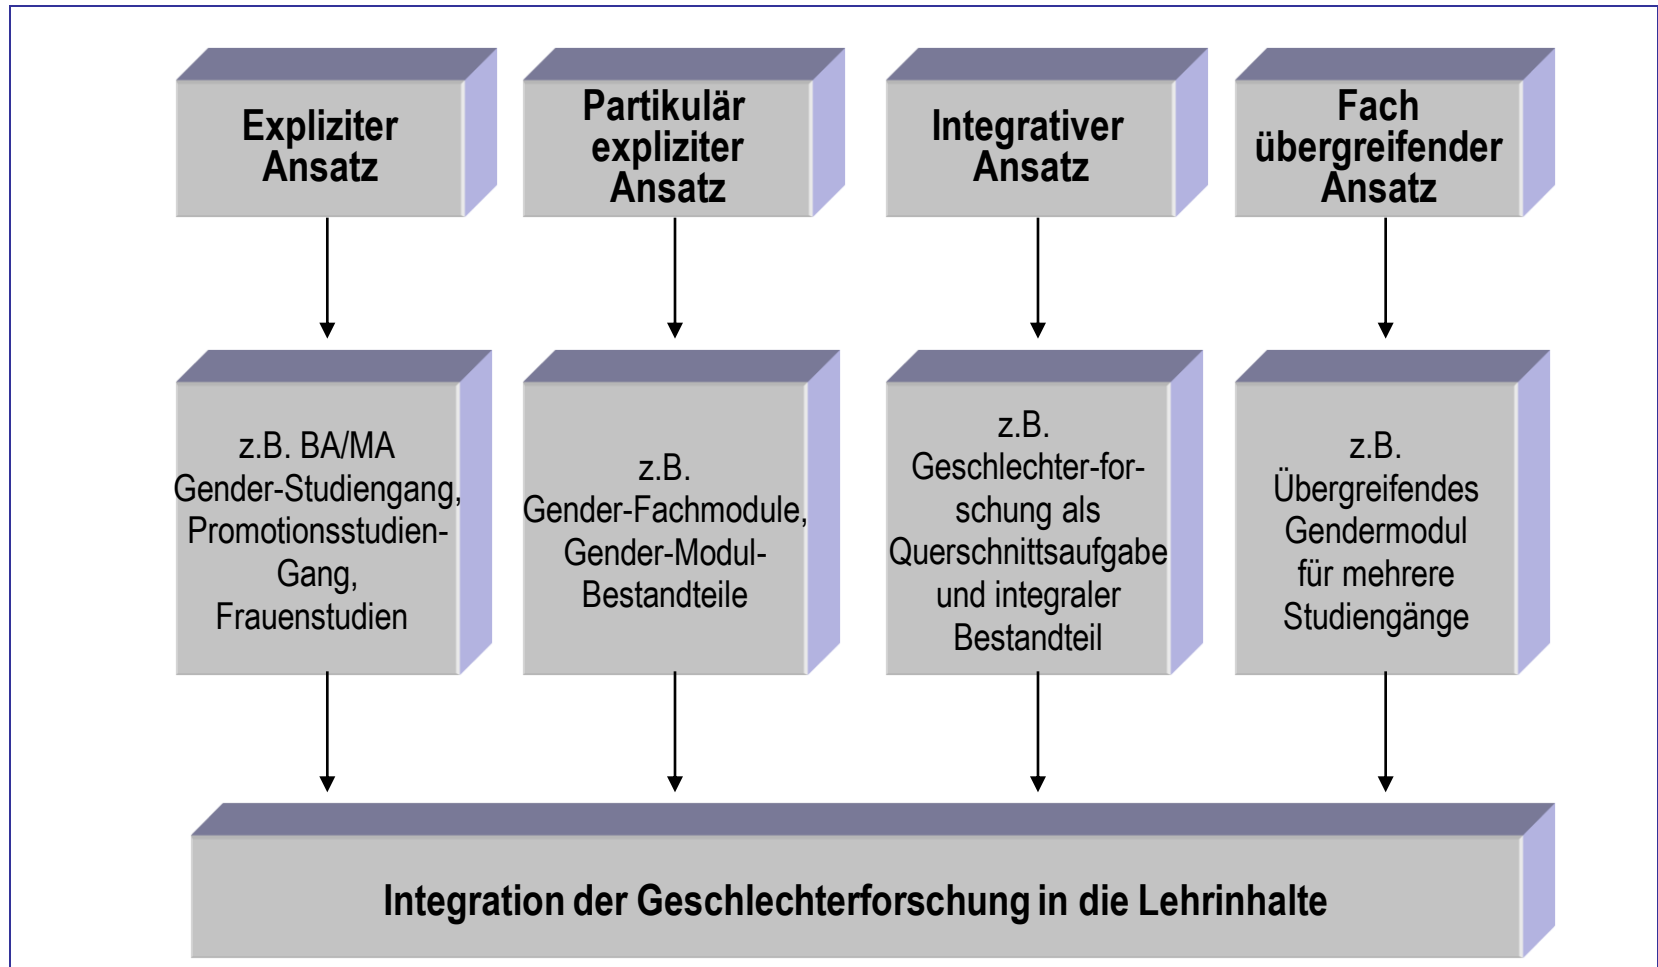 Expliziter
Ansatz
Partikulär
expliziter
Ansatz
Integrativer
Ansatz
Fach
übergreifender
Ansatz
z.B. BA/MA
Gender-Studiengang,
Promotionsstudien-
Gang,
Frauenstudien
z.B.
Gender-Fachmodule,
Gender-Modul-
Bestandteile
z.B.
Geschlechter-for-
schung als
Querschnittsaufgabe
und integraler
Bestandteil
z.B.
Übergreifendes
Gendermodul
für mehrere
Studiengänge
Integration der Geschlechterforschung in die Lehrinhalte